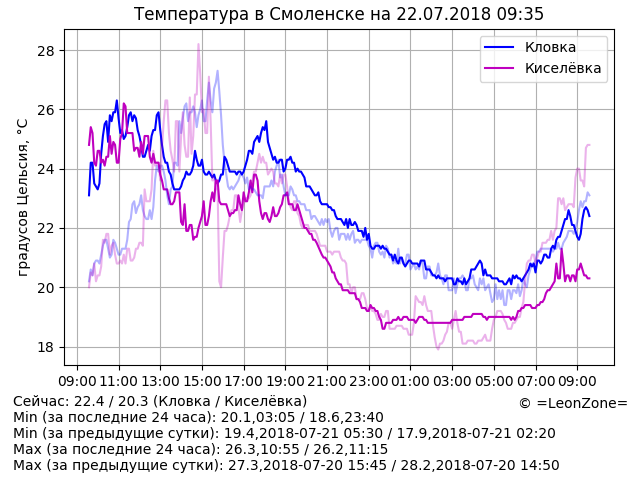 Температура в Смоленске на 22.07.2018 09:35
градусов Цельсия, °C
28
26
24
22
20
18
Кловка
Киселёвка
09:00 11:00 13:00 15:00 17:00 19:00 21:00 23:00 01:00 03:00 05:00 07:00 09:00
Сейчас: 22.4 / 20.3 (Кловка / Киселёвка)
© =LeonZone=
Min (за последние 24 часа): 20.1,03:05 / 18.6,23:40
Min (за предыдущие сутки): 19.4,2018-07-21 05:30 / 17.9,2018-07-21 02:20
Max (за последние 24 часа): 26.3,10:55 / 26.2,11:15
Max (за предыдущие сутки): 27.3,2018-07-20 15:45 / 28.2,2018-07-20 14:50